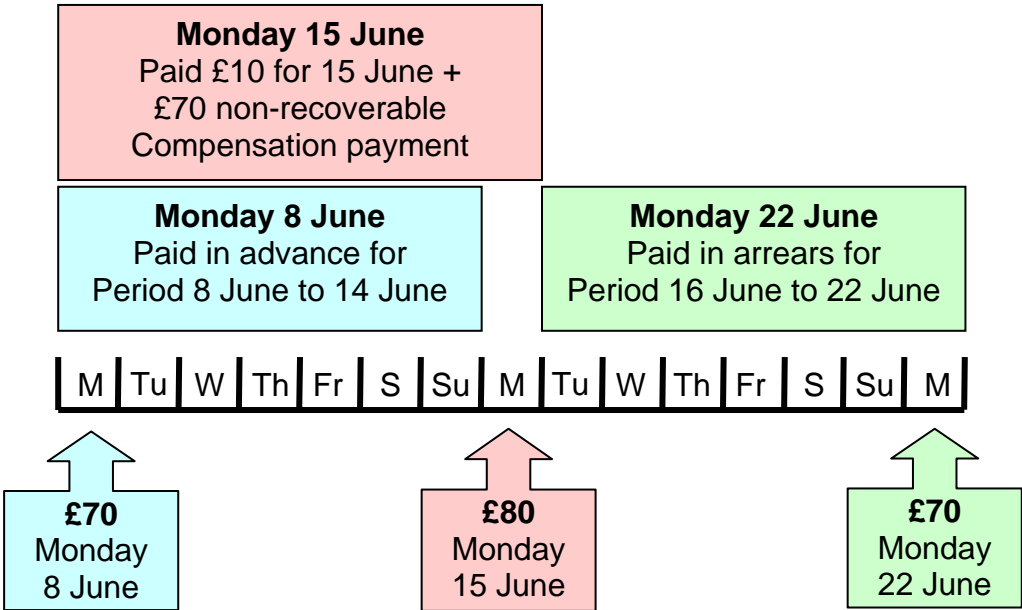 Monday 15 June
Paid £10 for 15 June +
£70 non-recoverable
Compensation payment
Monday 8 June
Paid in advance for
Period 8 June to 14 June
Monday 22 June
Paid in arrears for
Period 16 June to 22 June
M Tu W Th Fr S Su M Tu W Th Fr S Su M
£70
Monday
8 June
£80
Monday
15 June
£70
Monday
22 June